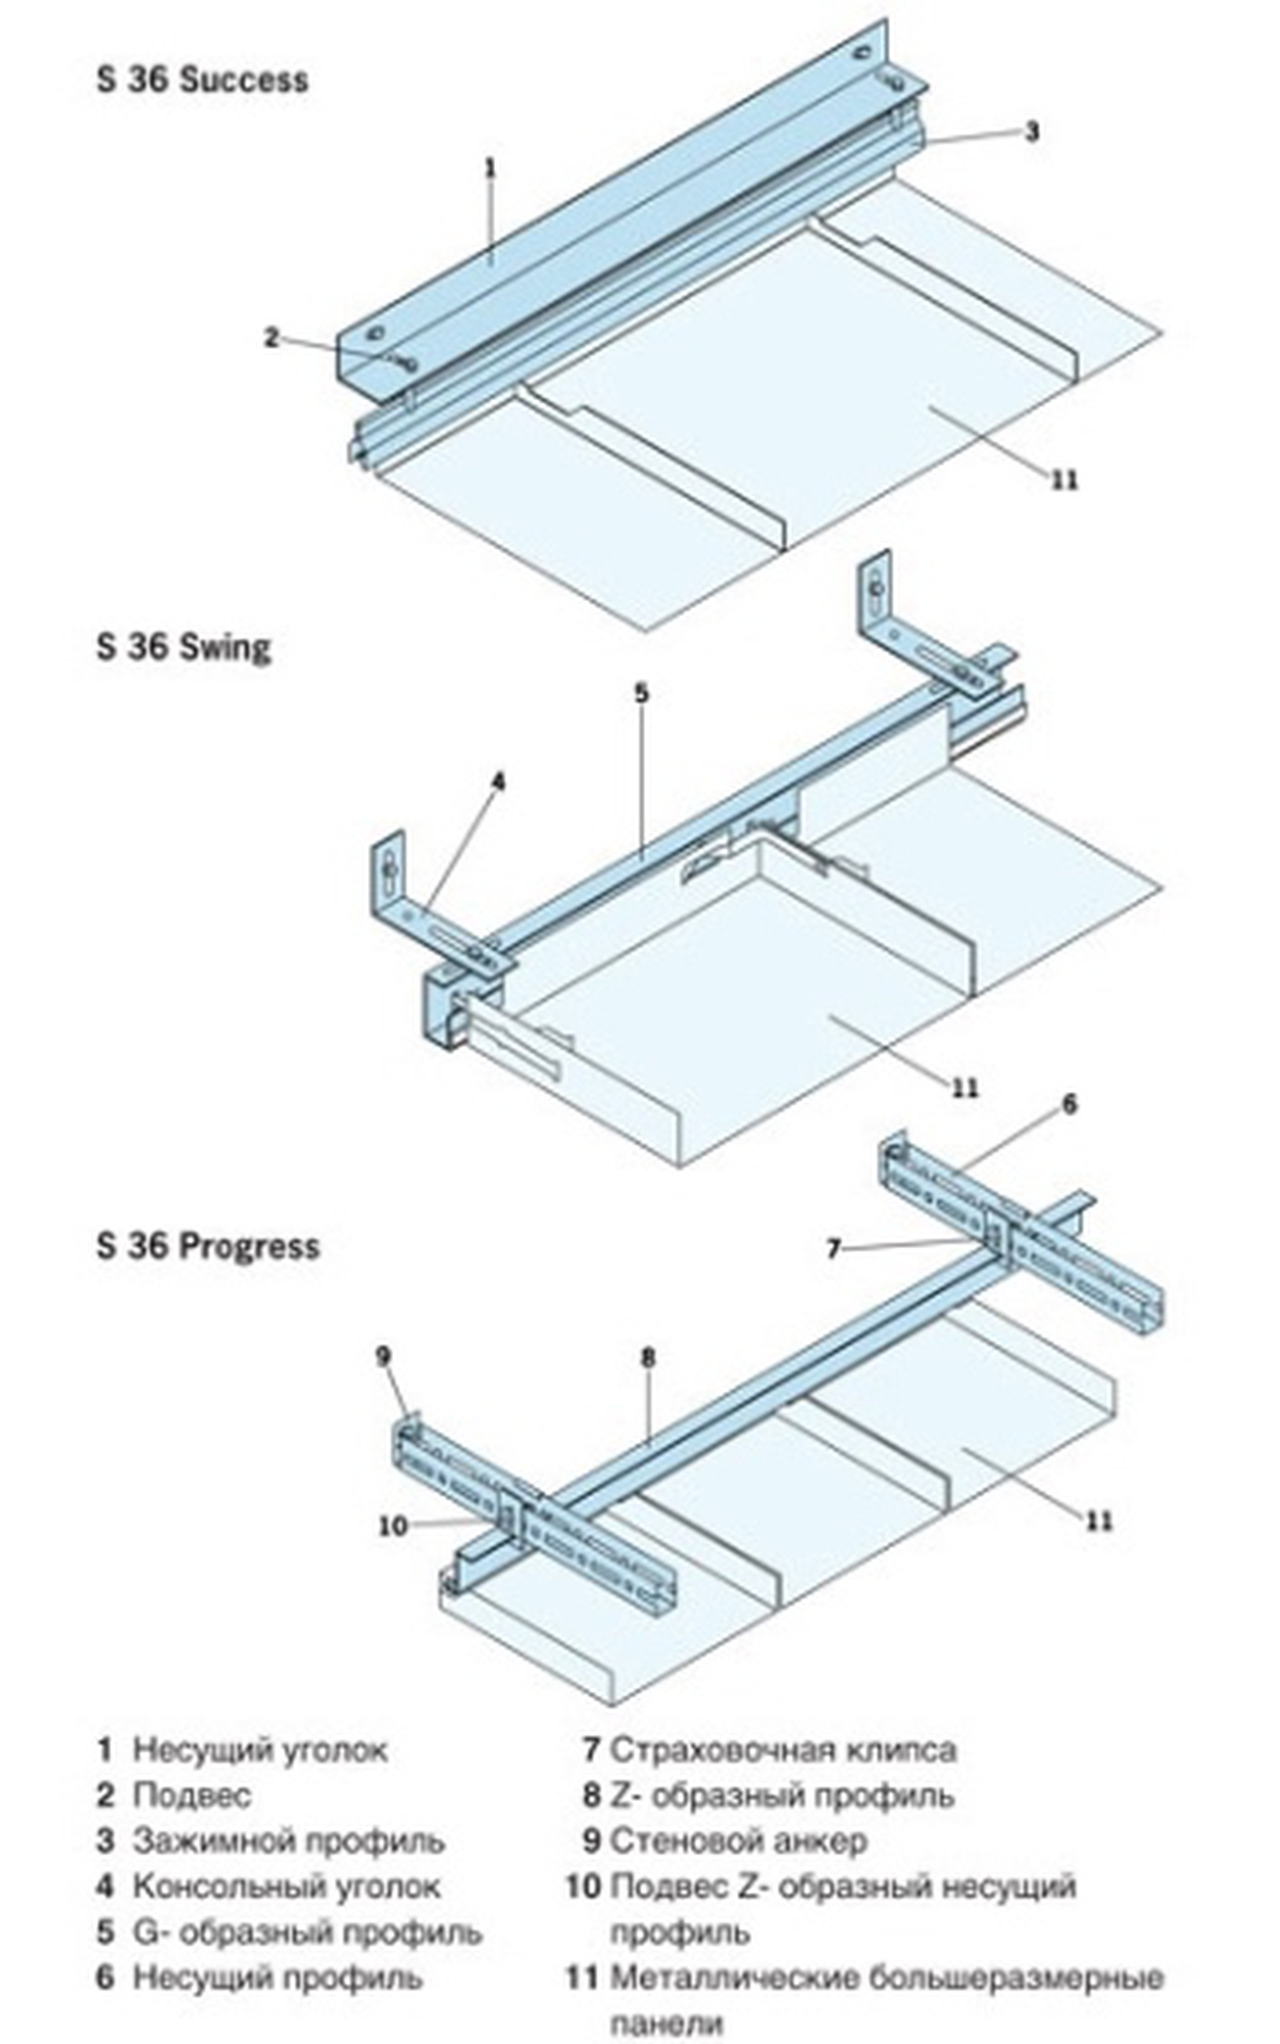 S 36 Success
1
3
2
11
S 36 Swing
5
4
11
6
S 36 Progress
7
9
8
10
11
1 Несущий уголок
2 Подвес
3 Зажимной профиль
4 Консольный уголок
5 G- образный профиль
6 Несущий профиль
7 Страховочная клипса
8 Z- образный профиль
9 Стеновой анкер
10 Подвес Z- образный несущий
профиль
11 Металлические большеразмерные
панели